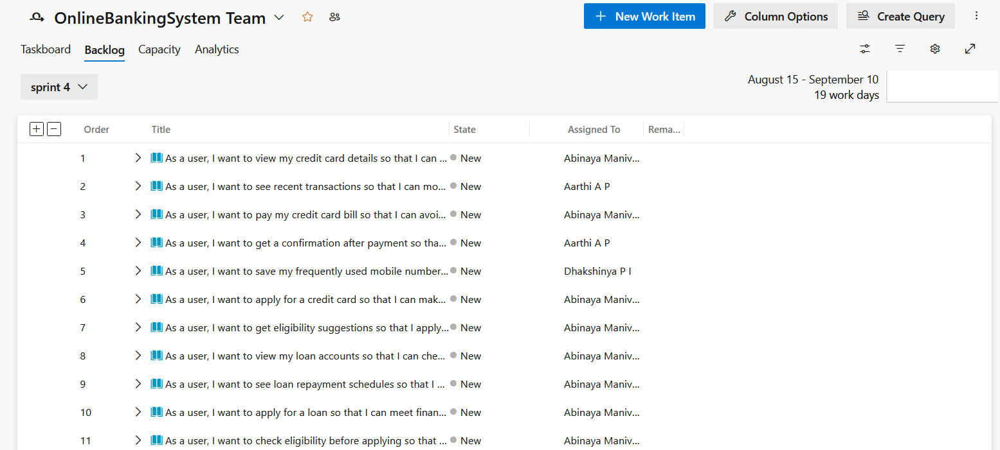 OnlineBankingSystem Team
New Work Item
Column Options
Create Query
Taskboard Backlog Capacity Analytics
sprint 4
August 15 - September 10
19 work days
Order Title State Assigned To Rema...
1 As a user, I want to view my credit card details so that I can ... New Abinaya Maniv...
2 As a user, I want to see recent transactions so that I can mo... New Aarthi A P
3 As a user, I want to pay my credit card bill so that I can avoi... New Abinaya Maniv...
4 As a user, I want to get a confirmation after payment so tha... New Aarthi A P
5 As a user, I want to save my frequently used mobile number... New Dhakshinya P I
6 As a user, I want to apply for a credit card so that I can mak... New Abinaya Maniv...
7 As a user, I want to get eligibility suggestions so that I apply... New Abinaya Maniv...
8 As a user, I want to view my loan accounts so that I can che... New Abinaya Maniv...
9 As a user, I want to see loan repayment schedules so that I ... New Abinaya Maniv...
10 As a user, I want to apply for a loan so that I can meet finan... New Abinaya Maniv...
11 As a user, I want to check eligibility before applying so that ... New Abinaya Maniv...